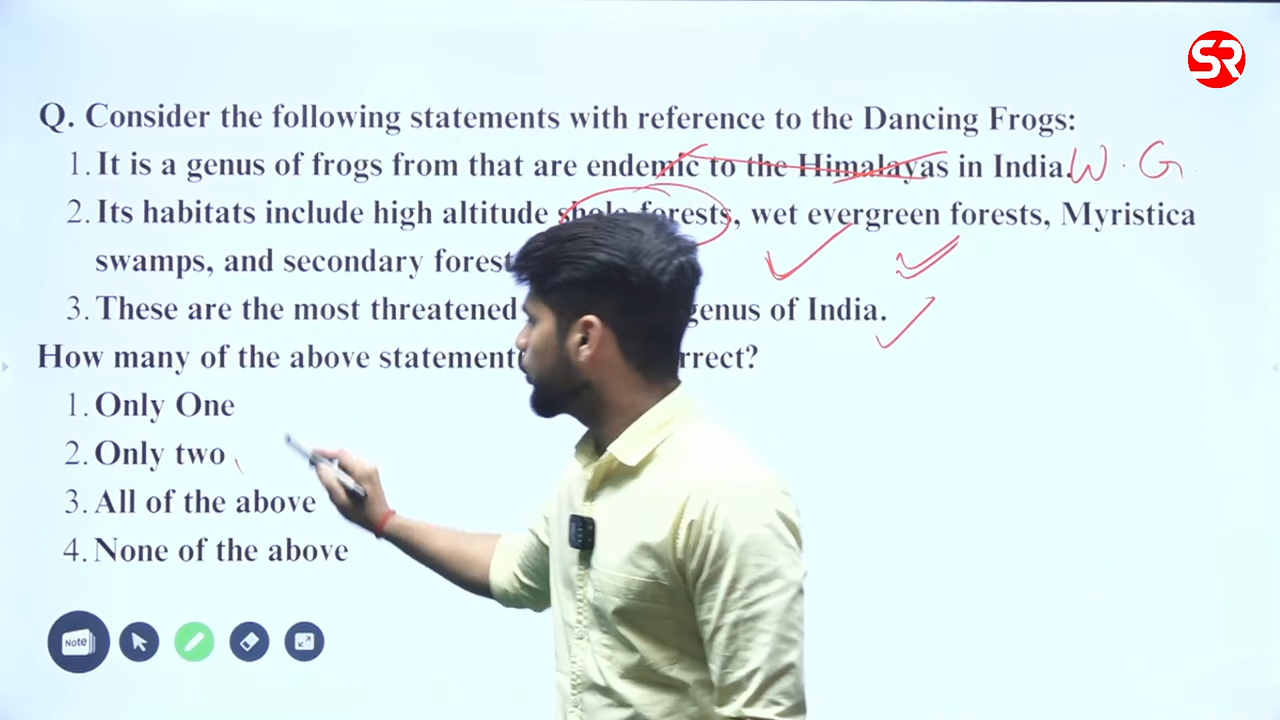 SR
Q. Consider the following statements with reference to the Dancing Frogs:
1. It is a genus of frogs from that are endemic to the Himalayas in India. W.G
2. Its habitats include high altitude shola forests, wet evergreen forests, Myristica
swamps, and secondary forest
3. These are the most threatened genus of India.
How many of the above statement
1. Only One
2. Only two
3. All of the above
4. None of the above
Note